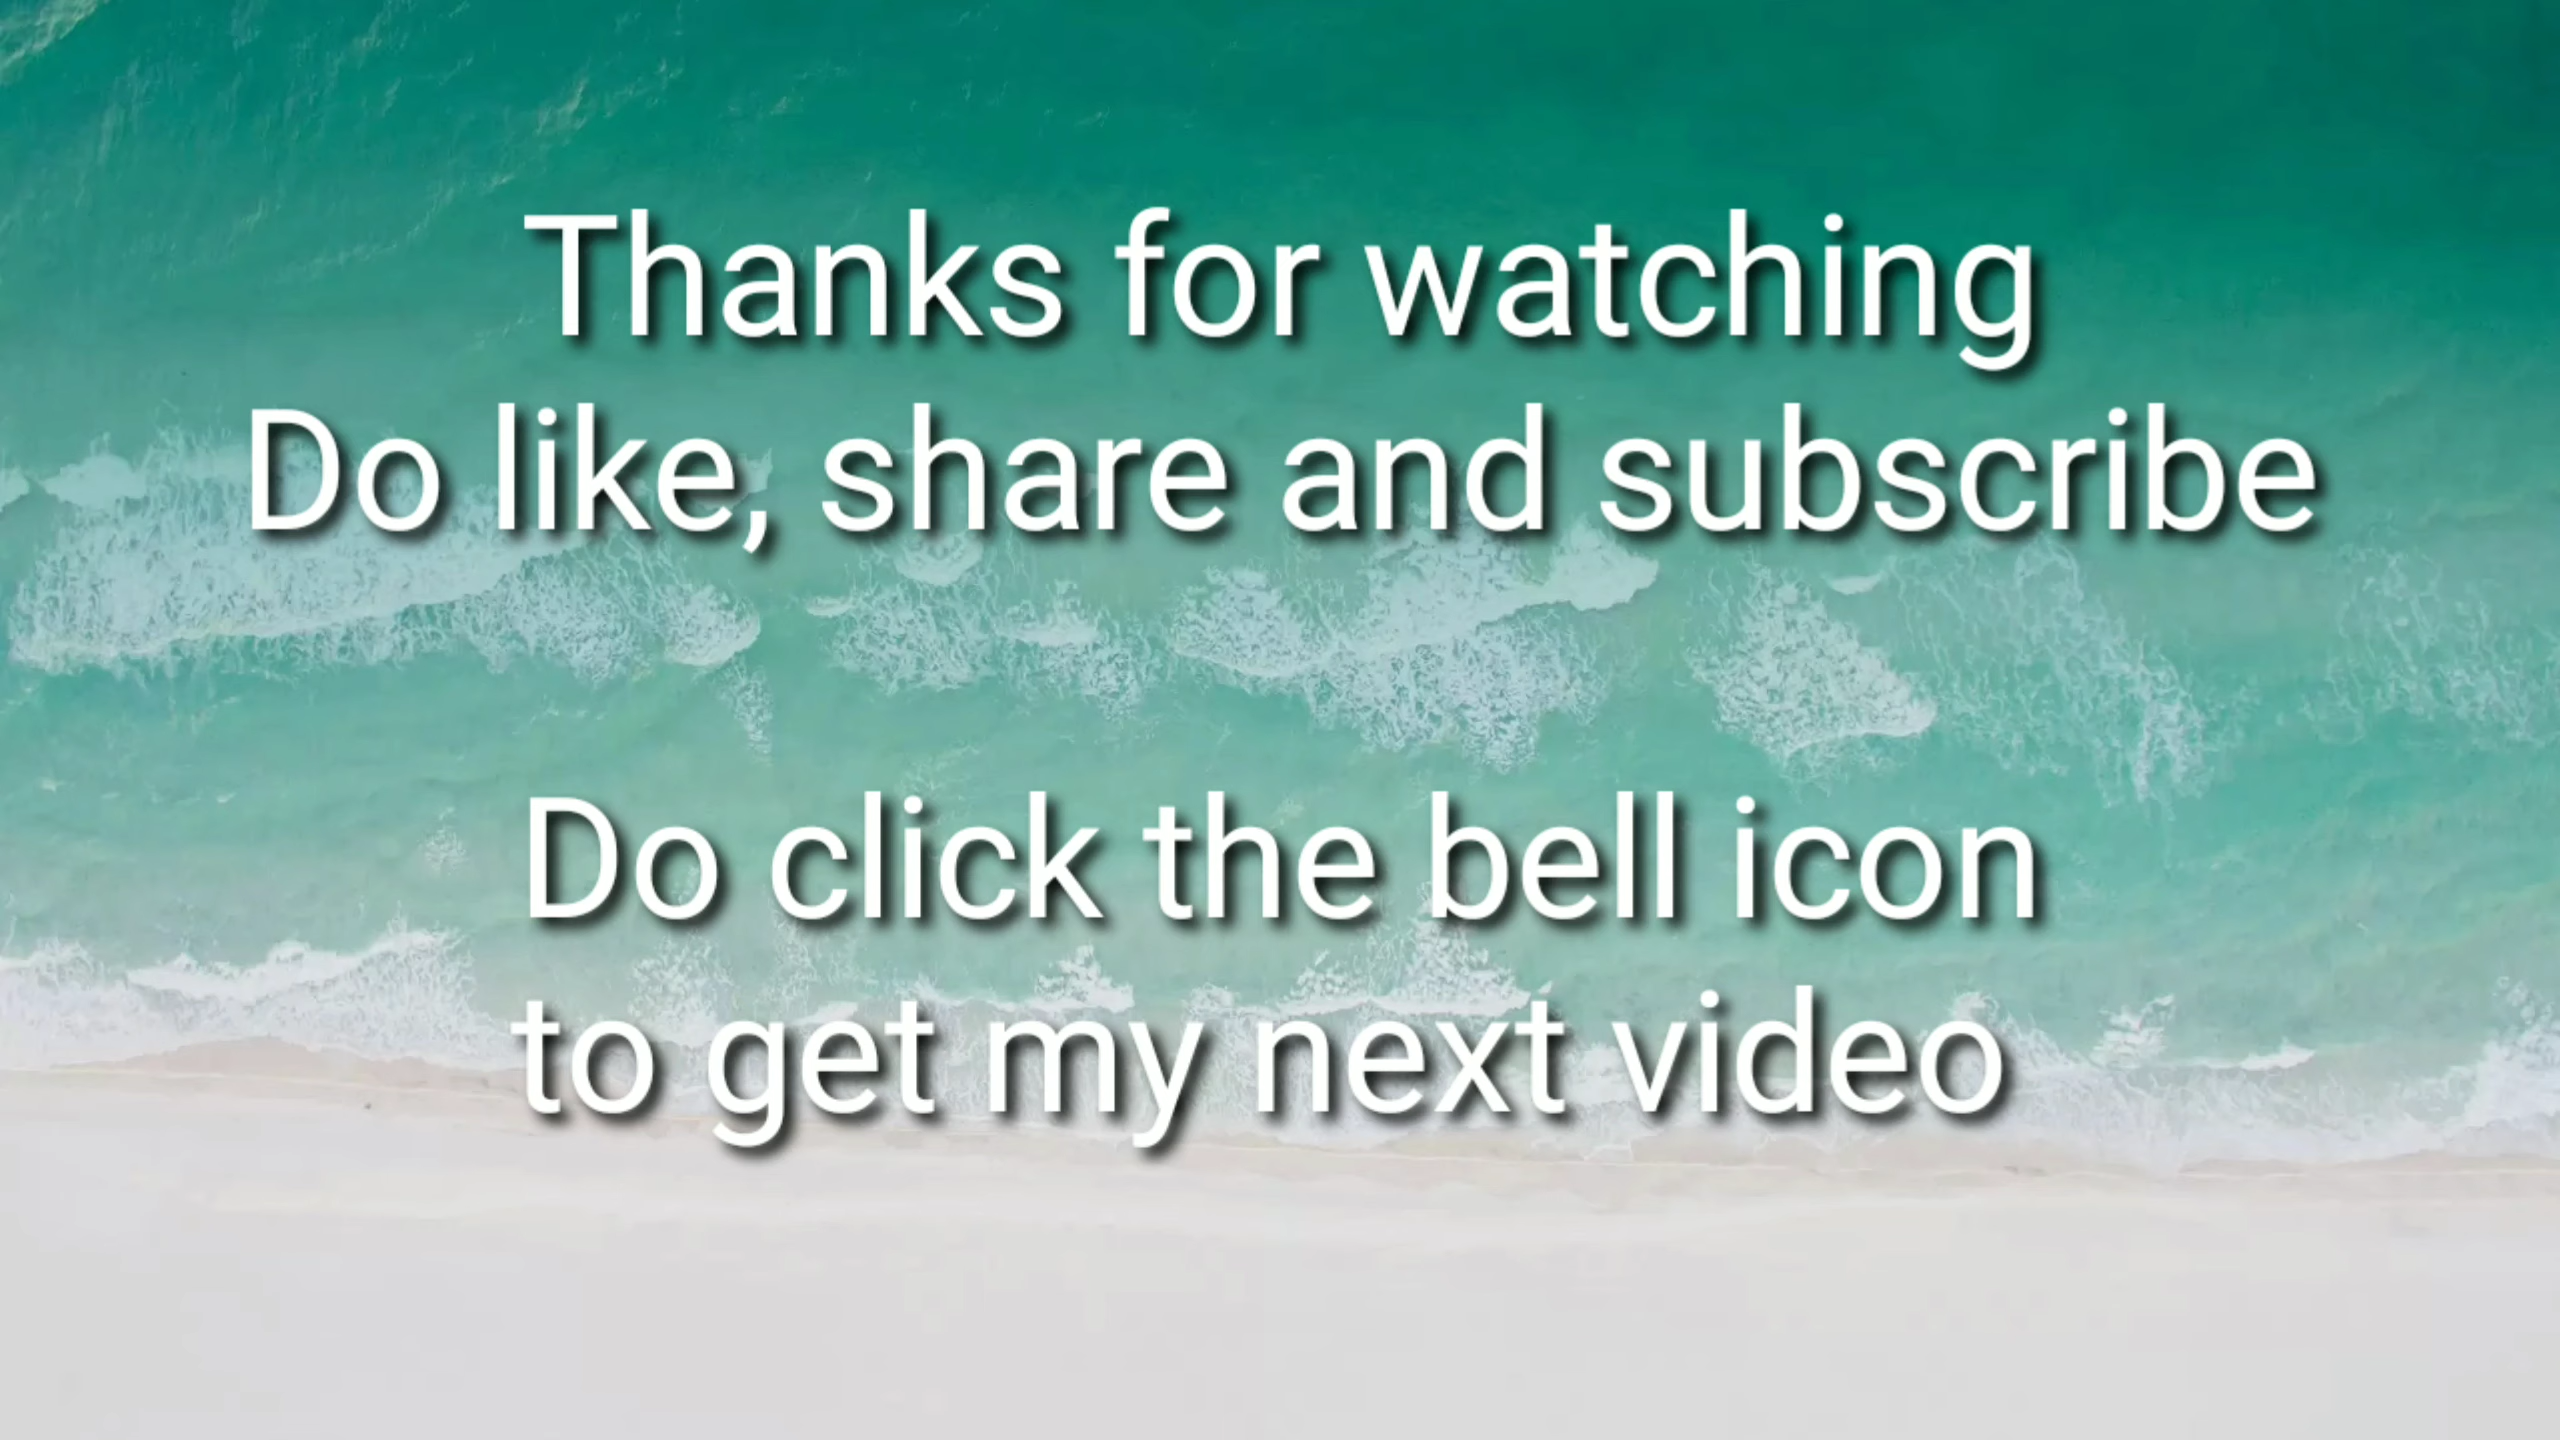 Thanks for watching
Do like, share and subscribe
Do click the bell icon
to get my next video